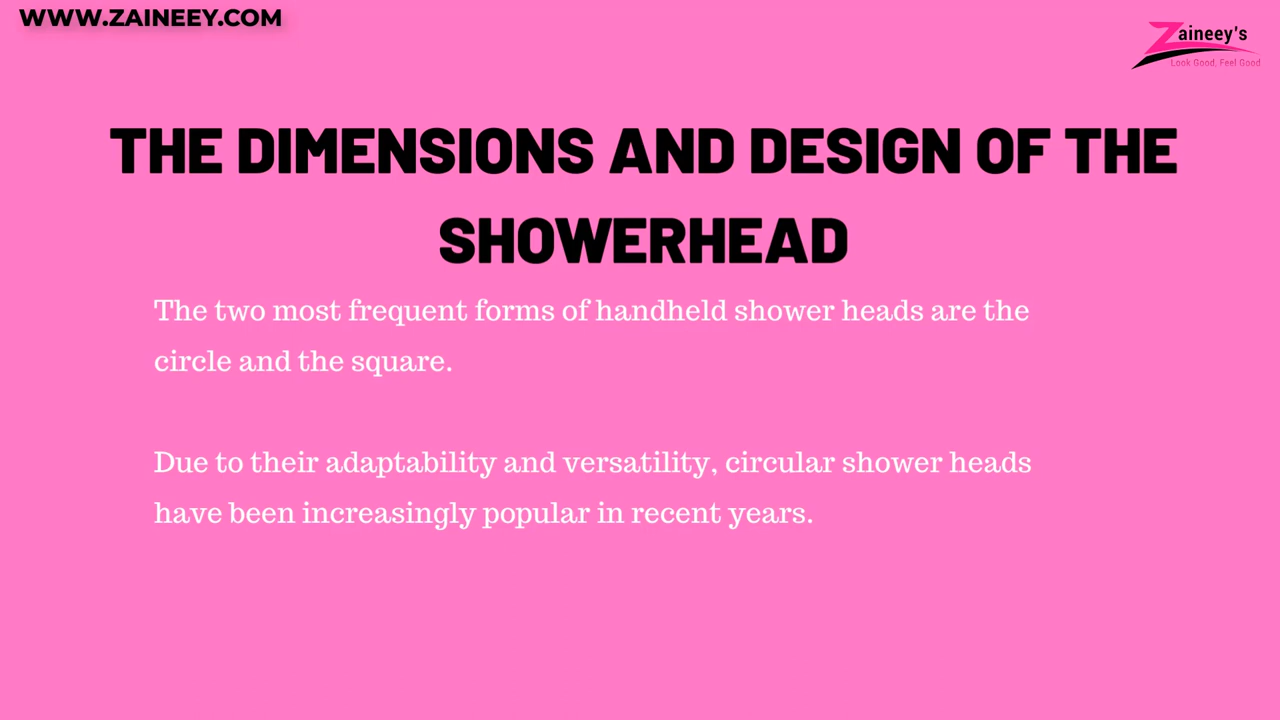 WWW.ZAINEEY.COM
Zaineey's
Look Good, Feel Good
THE DIMENSIONS AND DESIGN OF THE
SHOWERHEAD
The two most frequent forms of handheld shower heads are the
circle and the square.
Due to their adaptability and versatility, circular shower heads
have been increasingly popular in recent years.